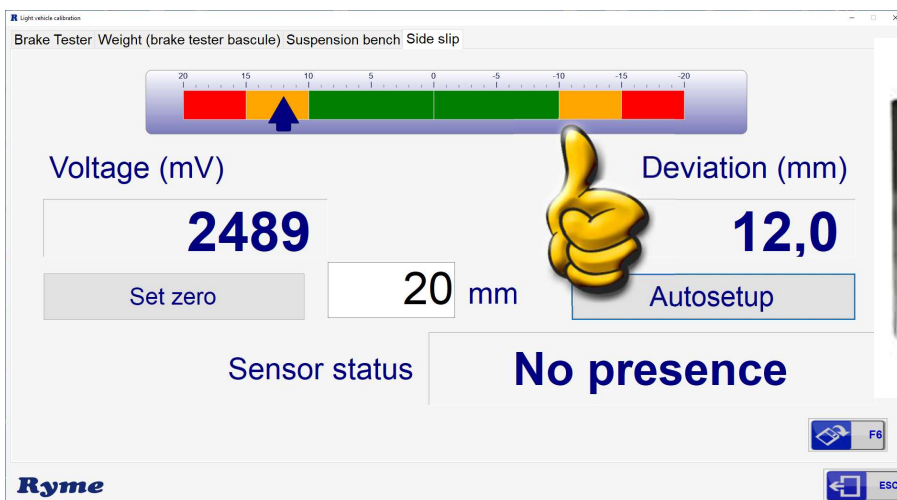 R Light vehicle calibration
Brake Tester Weight (brake tester bascule) Suspension bench Side slip
20 15 10 5 0 -5 -10 -15 -20
Voltage (mV) Deviation (mm)
2489 12,0
Set zero 20 mm Autosetup
Sensor status No presence
F6
Ryme ESC